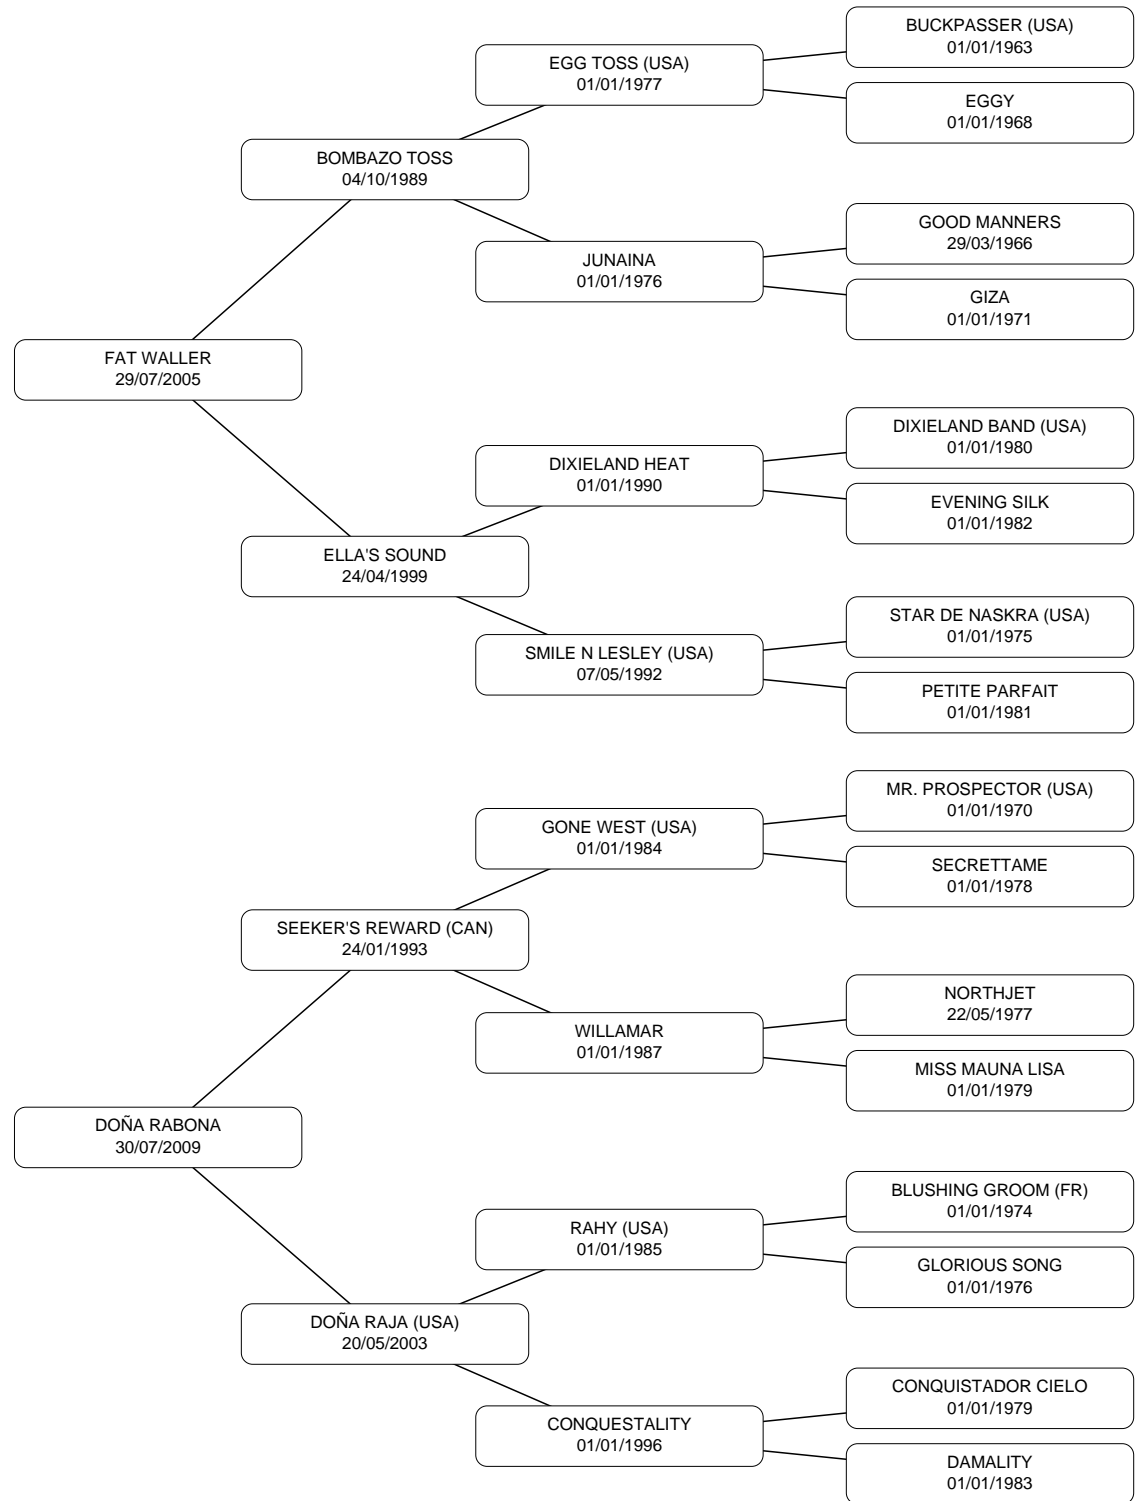 BUCKPASSER (USA)
01/01/1963
EGG TOSS (USA)
01/01/1977
EGGY
01/01/1968
BOMBAZO TOSS
04/10/1989
GOOD MANNERS
29/03/1966
JUNAINA
01/01/1976
GIZA
01/01/1971
FAT WALLER
29/07/2005
DIXIELAND BAND (USA)
01/01/1980
DIXIELAND HEAT
01/01/1990
EVENING SILK
01/01/1982
ELLA'S SOUND
24/04/1999
STAR DE NASKRA (USA)
01/01/1975
SMILE N LESLEY (USA)
07/05/1992
PETITE PARFAIT
01/01/1981
MR. PROSPECTOR (USA)
01/01/1970
GONE WEST (USA)
01/01/1984
SECRETTAME
01/01/1978
SEEKER'S REWARD (CAN)
24/01/1993
NORTHJET
22/05/1977
WILLAMAR
01/01/1987
MISS MAUNA LISA
01/01/1979
DOÑA RABONA
30/07/2009
BLUSHING GROOM (FR)
01/01/1974
RAHY (USA)
01/01/1985
GLORIOUS SONG
01/01/1976
DOÑA RAJA (USA)
20/05/2003
CONQUISTADOR CIELO
01/01/1979
CONQUESTALITY
01/01/1996
DAMALITY
01/01/1983